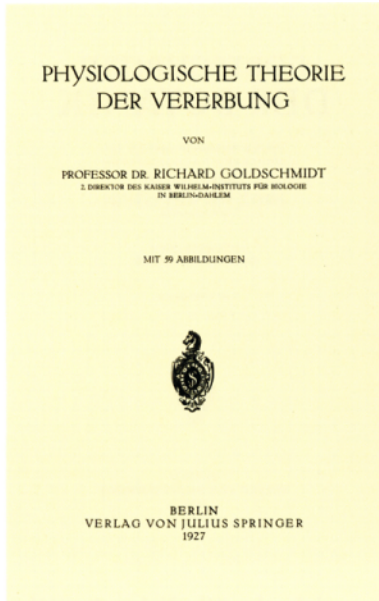 PHYSIOLOGISCHE THEORIE
DER VERERBUNG
VON
PROFESSOR DR. RICHARD GOLDSCHMIDT
2. DIREKTOR DES KAISER WILHELM-INSTITUTS FÜR BIOLOGIE
IN BERLIN-DAHLEM
MIT 59 ABBILDUNGEN
BERLIN
VERLAG VON JULIUS SPRINGER
1927